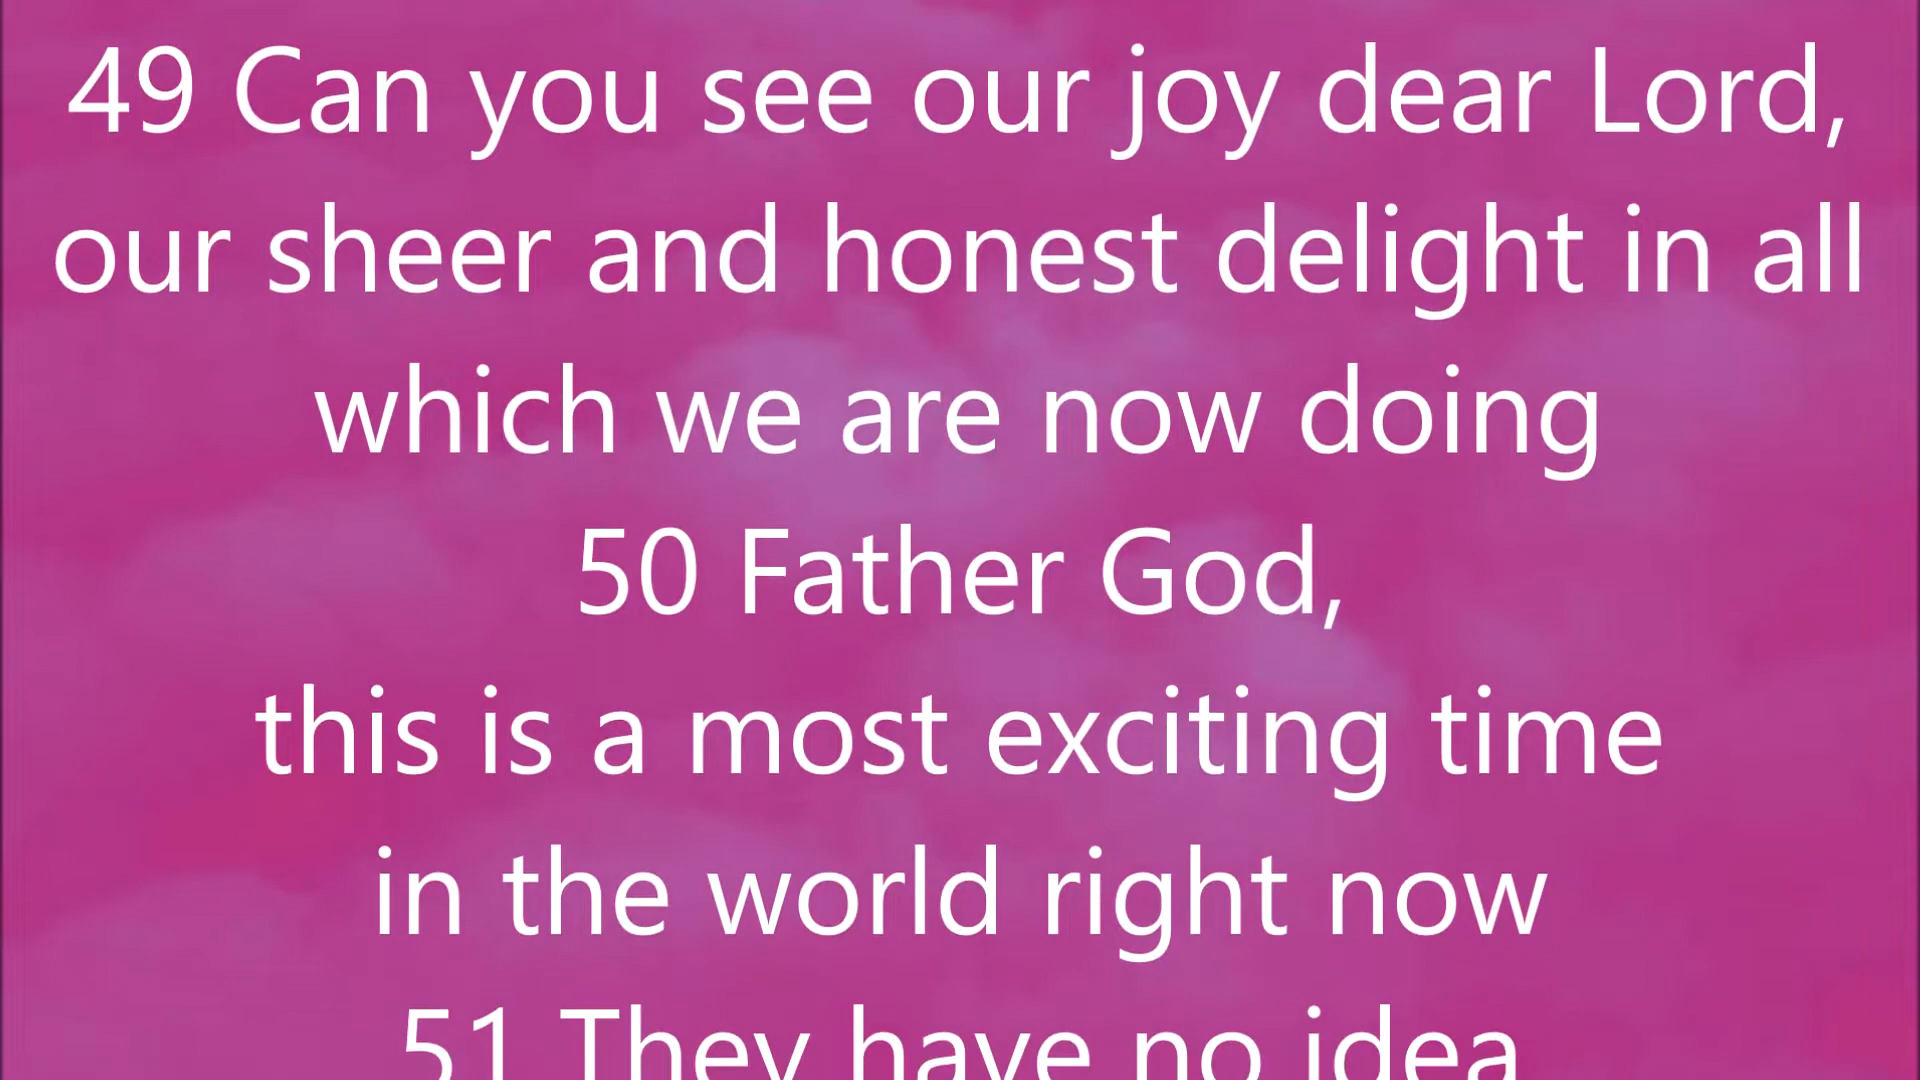 49 Can you see our joy dear Lord,
our sheer and honest delight in all
which we are now doing
50 Father God,
this is a most exciting time
in the world right now
51 They have no idea